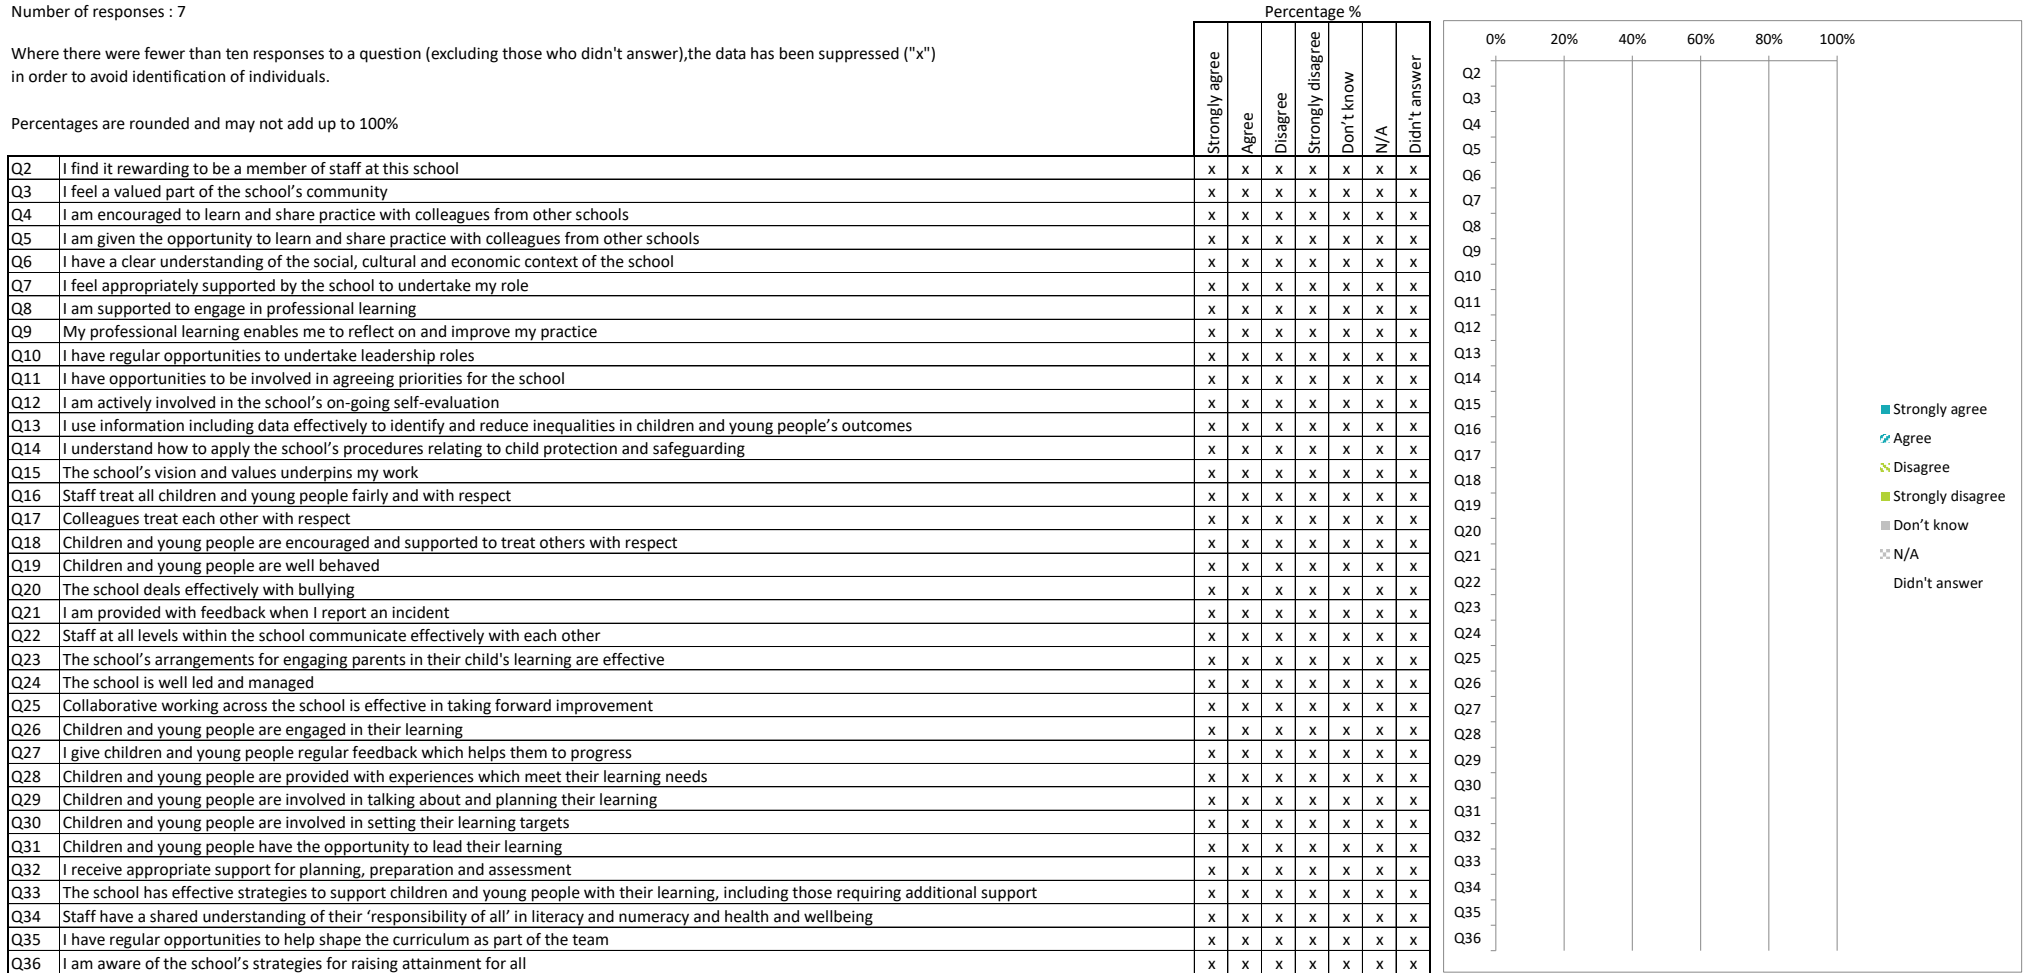 Number of responses : 7
Percentage %
Where there were fewer than ten responses to a question (excluding those who didn't answer),the data has been suppressed ("x")
in order to avoid identification of individuals.
Percentages are rounded and may not add up to 100%
Strongly agree
Agree
Disagree
Strongly disagree
Don't know
N/A
Didn't answer
Q2 I find it rewarding to be a member of staff at this school x x x x x x x
Q3 I feel a valued part of the school’s community x x x x x x x
Q4 I am encouraged to learn and share practice with colleagues from other schools x x x x x x x
Q5 I am given the opportunity to learn and share practice with colleagues from other schools x x x x x x x
Q6 I have a clear understanding of the social, cultural and economic context of the school x x x x x x x
Q7 I feel appropriately supported by the school to undertake my role x x x x x x x
Q8 I am supported to engage in professional learning x x x x x x x
Q9 My professional learning enables me to reflect on and improve my practice x x x x x x x
Q10 I have regular opportunities to undertake leadership roles x x x x x x x
Q11 I have opportunities to be involved in agreeing priorities for the school x x x x x x x
Q12 I am actively involved in the school’s on-going self-evaluation x x x x x x x
Q13 I use information including data effectively to identify and reduce inequalities in children and young people’s outcomes x x x x x x x
Q14 I understand how to apply the school’s procedures relating to child protection and safeguarding x x x x x x x
Q15 The school’s vision and values underpins my work x x x x x x x
Q16 Staff treat all children and young people fairly and with respect x x x x x x x
Q17 Colleagues treat each other with respect x x x x x x x
Q18 Children and young people are encouraged and supported to treat others with respect x x x x x x x
Q19 Children and young people are well behaved x x x x x x x
Q20 The school deals effectively with bullying x x x x x x x
Q21 I am provided with feedback when I report an incident x x x x x x x
Q22 Staff at all levels within the school communicate effectively with each other x x x x x x x
Q23 The school’s arrangements for engaging parents in their child's learning are effective x x x x x x x
Q24 The school is well led and managed x x x x x x x
Q25 Collaborative working across the school is effective in taking forward improvement x x x x x x x
Q26 Children and young people are engaged in their learning x x x x x x x
Q27 I give children and young people regular feedback which helps them to progress x x x x x x x
Q28 Children and young people are provided with experiences which meet their learning needs x x x x x x x
Q29 Children and young people are involved in talking about and planning their learning x x x x x x x
Q30 Children and young people are involved in setting their learning targets x x x x x x x
Q31 Children and young people have the opportunity to lead their learning x x x x x x x
Q32 I receive appropriate support for planning, preparation and assessment x x x x x x x
Q33 The school has effective strategies to support children and young people with their learning, including those requiring additional support x x x x x x x
Q34 Staff have a shared understanding of their ‘responsibility of all’ in literacy and numeracy and health and wellbeing x x x x x x x
Q35 I have regular opportunities to help shape the curriculum as part of the team x x x x x x x
Q36 I am aware of the school’s strategies for raising attainment for all x x x x x x x
0% 20% 40% 60% 80% 100%
Q2
Q3
Q4
Q5
Q6
Q7
Q8
Q9
Q10
Q11
Q12
Q13
Q14
Q15
Q16
Q17
Q18
Q19
Q20
Q21
Q22
Q23
Q24
Q25
Q26
Q27
Q28
Q29
Q30
Q31
Q32
Q33
Q34
Q35
Q36
Strongly agree
Agree
Disagree
Strongly disagree
Don’t know
N/A
Didn't answer